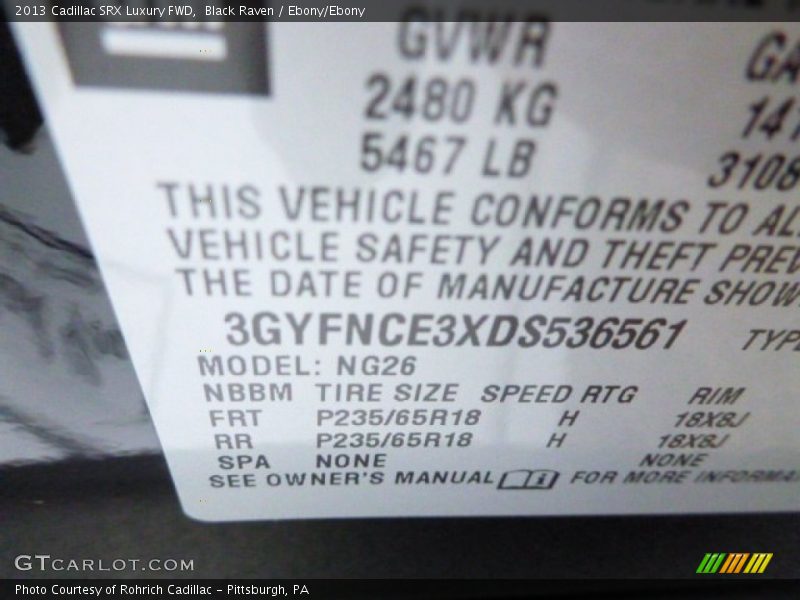 2013 Cadillac SRX Luxury FWD, Black Raven / Ebony/Ebony
GVWR
2480 KG
5467 LB 3108
THIS VEHICLE CONFORMS TO
VEHICLE SAFETY AND THEFT
THE DATE OF MANUFACTURE
3GYFNCE3XDS536561
MODEL: NG26
NBBM TIRE SIZE SPEED RTG RIM
FRT P235/65R18 H 18X8J
RR P235/65R18 H 18X8J
SPA NONE NONE
SEE OWNER'S MANUAL FOR MORE
GTCARLOT.COM
Photo Courtesy of Rohrich Cadillac - Pittsburgh, PA